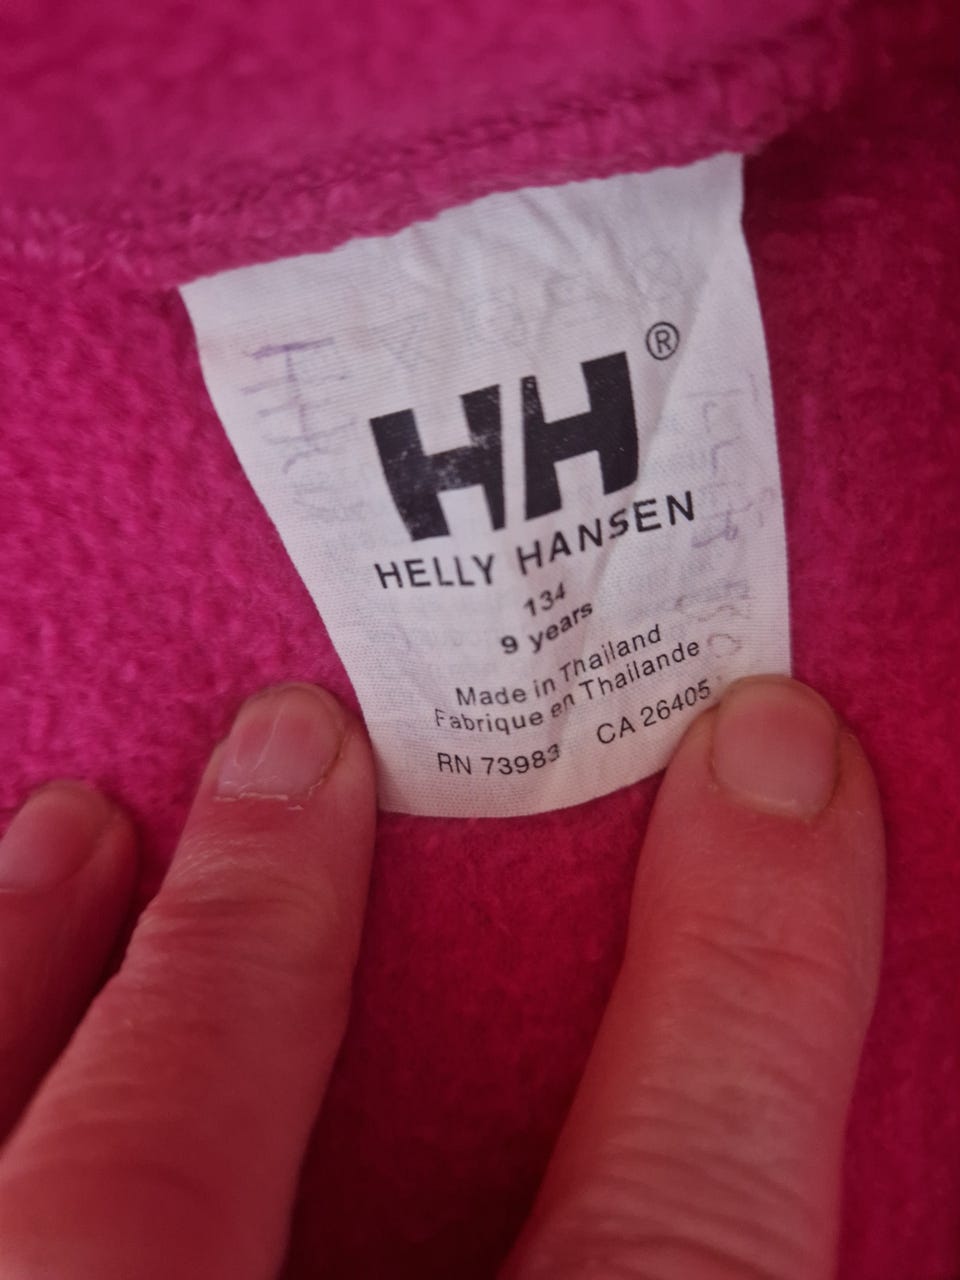 HH®
HELLY HANSEN
134
9 years
Made in Thailand
Fabrique en Thailande
RN 73983 CA 26405